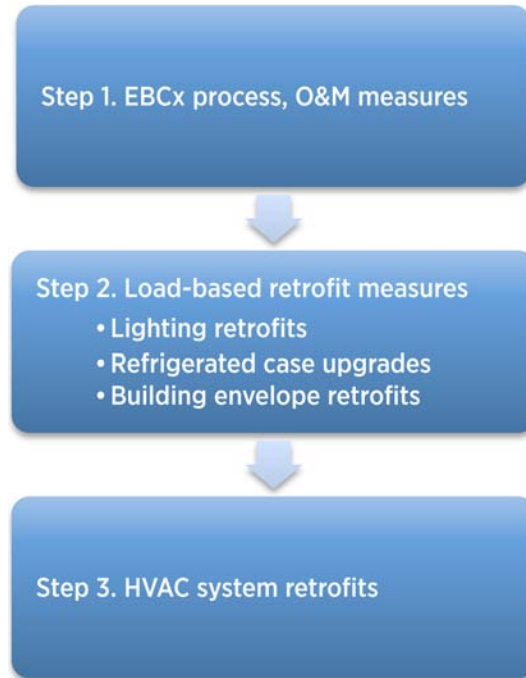 Step 1. EBCx process, O&M measures
Step 2. Load-based retrofit measures
• Lighting retrofits
• Refrigerated case upgrades
• Building envelope retrofits
Step 3. HVAC system retrofits